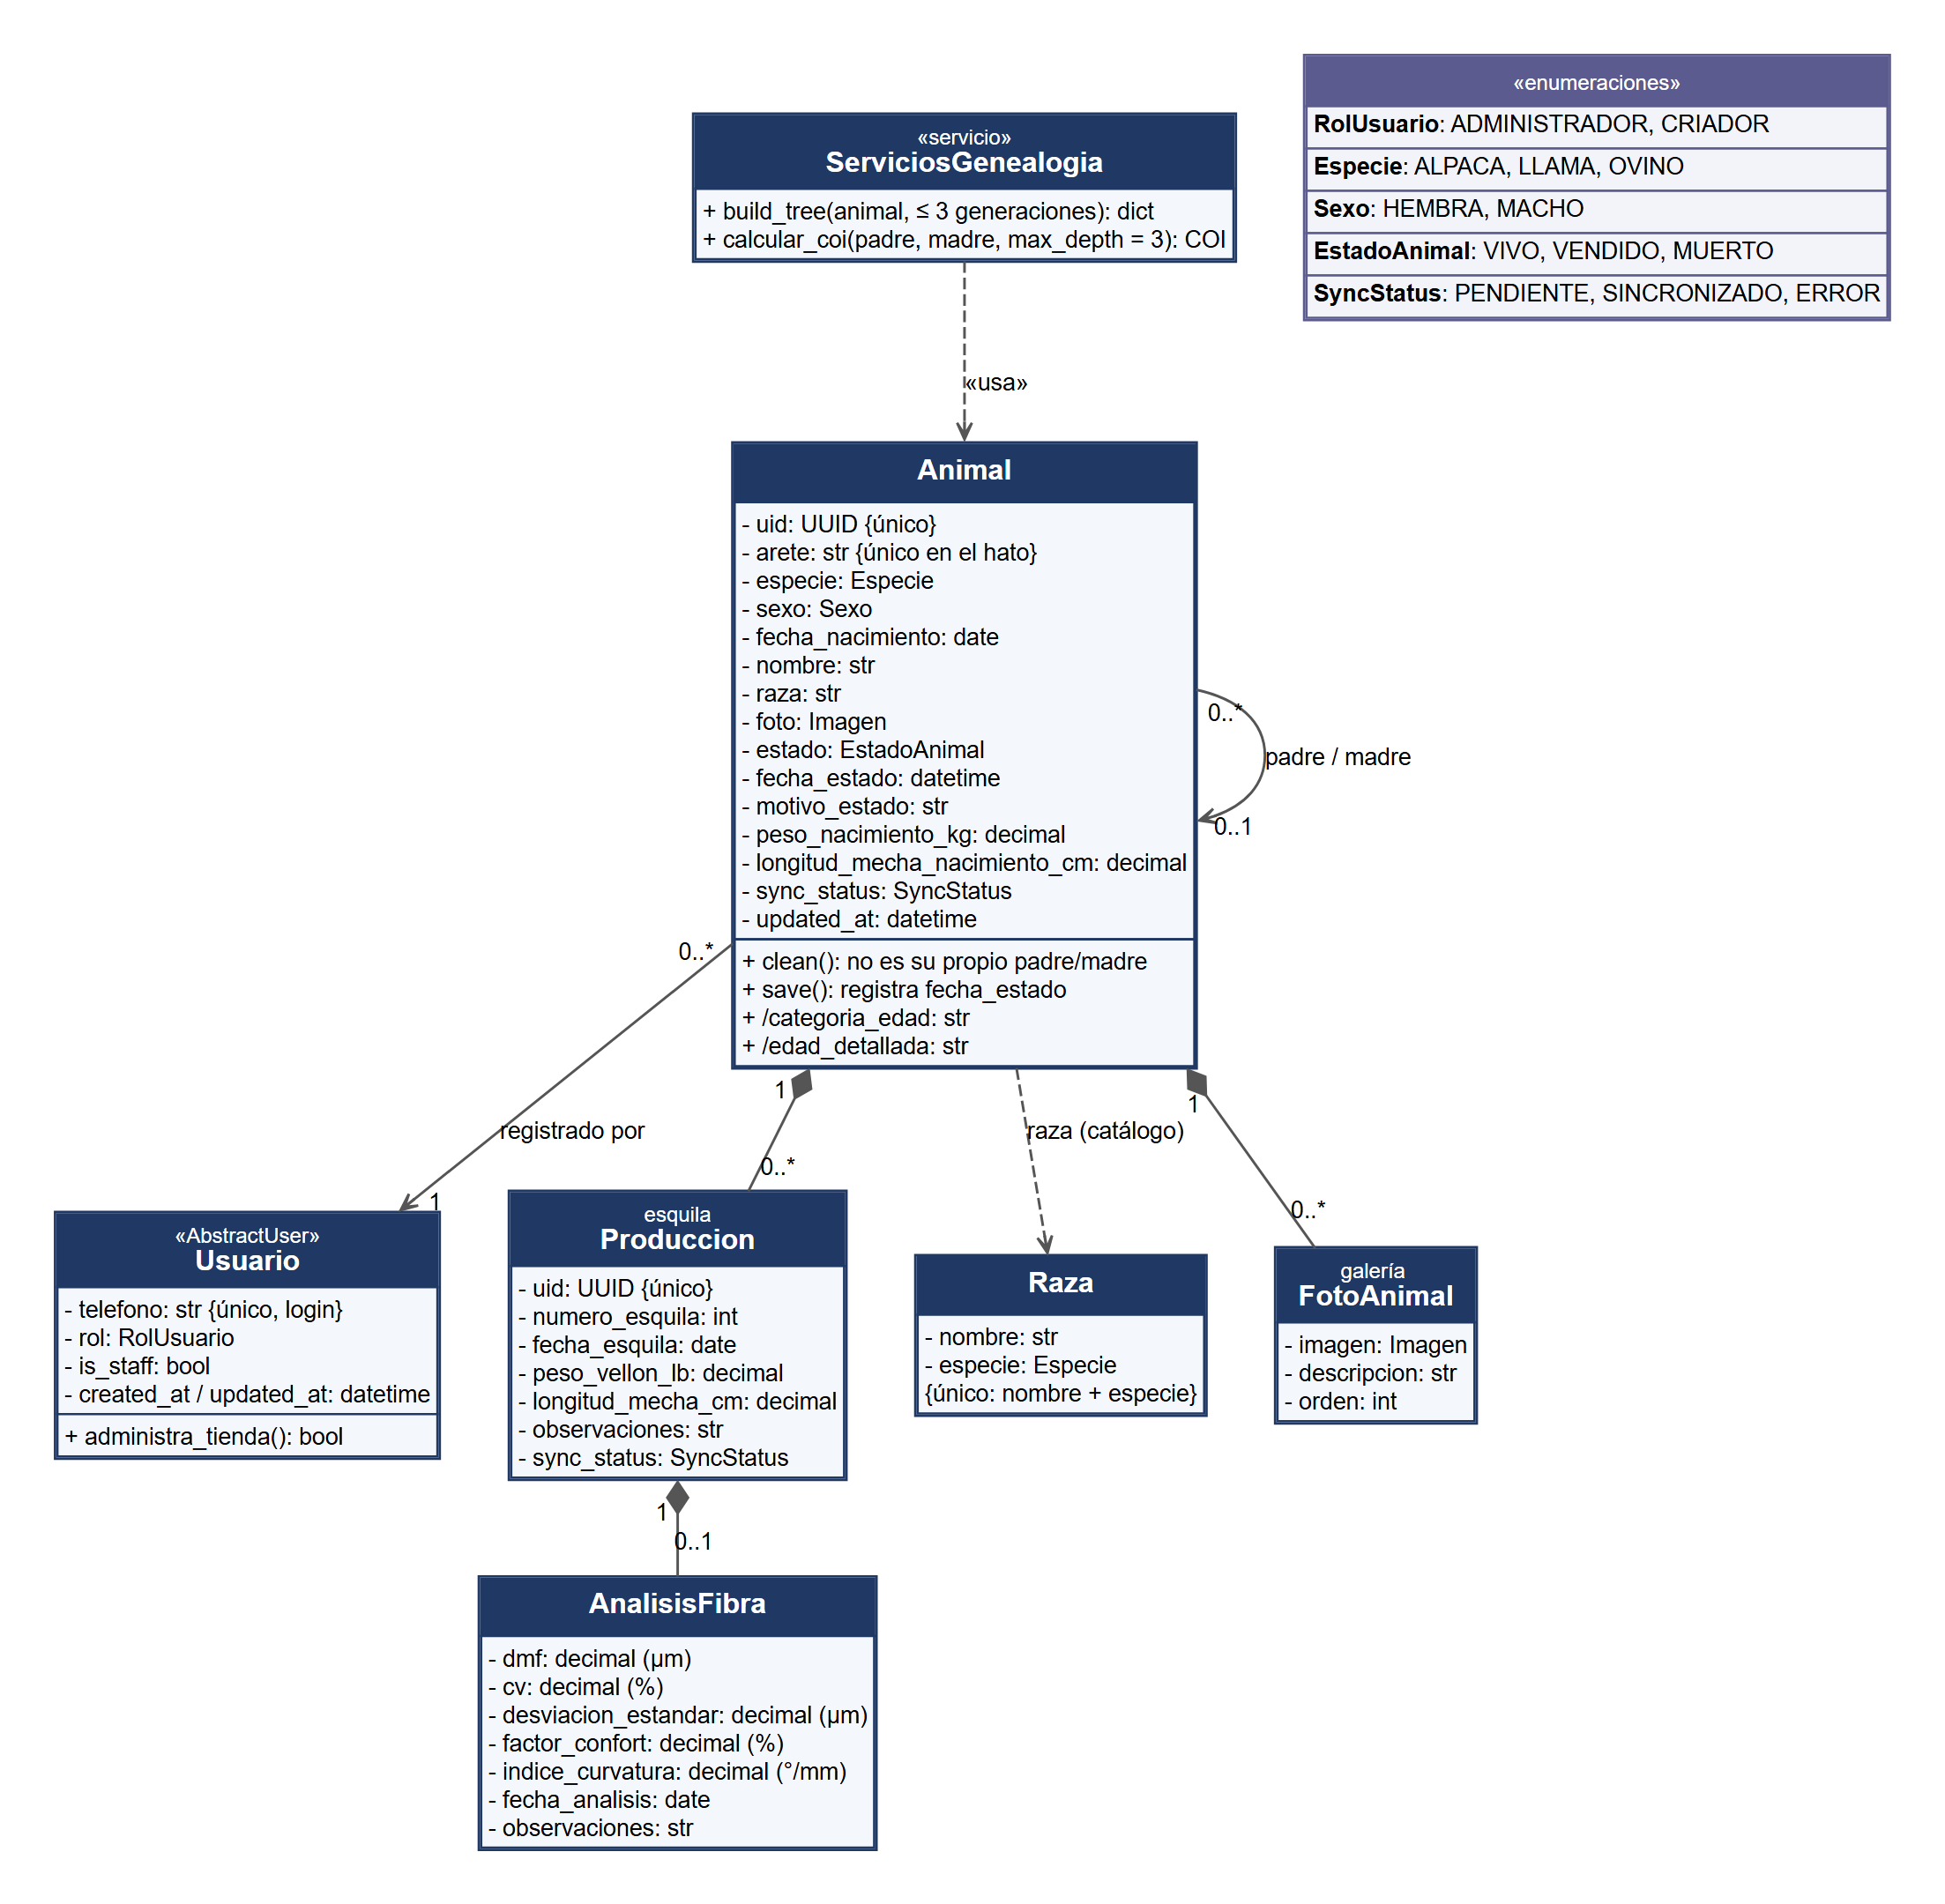 «enumeraciones»
RolUsuario: ADMINISTRADOR, CRIADOR
Especie: ALPACA, LLAMA, OVINO
Sexo: HEMBRA, MACHO
EstadoAnimal: VIVO, VENDIDO, MUERTO
SyncStatus: PENDIENTE, SINCRONIZADO, ERROR
«servicio»
ServiciosGenealogia
+ build_tree(animal, ≤ 3 generaciones): dict
+ calcular_coi(padre, madre, max_depth = 3): COI
«usa»
Animal
- uid: UUID {único}
- arete: str {único en el hato}
- especie: Especie
- sexo: Sexo
- fecha_nacimiento: date
- nombre: str
- raza: str
- foto: Imagen
- estado: EstadoAnimal
- fecha_estado: datetime
- motivo_estado: str
- peso_nacimiento_kg: decimal
- longitud_mecha_nacimiento_cm: decimal
- sync_status: SyncStatus
- updated_at: datetime
+ clean(): no es su propio padre/madre
+ save(): registra fecha_estado
+ /categoria_edad: str
+ /edad_detallada: str
0..*
padre / madre
0..1
0..*
registrado por
1
1
0..*
raza (catálogo)
1
0..*
«AbstractUser»
Usuario
- telefono: str {único, login}
- rol: RolUsuario
- is_staff: bool
- created_at / updated_at: datetime
+ administra_tienda(): bool
esquila
Produccion
- uid: UUID {único}
- numero_esquila: int
- fecha_esquila: date
- peso_vellon_lb: decimal
- longitud_mecha_cm: decimal
- observaciones: str
- sync_status: SyncStatus
Raza
- nombre: str
- especie: Especie
{único: nombre + especie}
galería
FotoAnimal
- imagen: Imagen
- descripcion: str
- orden: int
1
0..1
AnalisisFibra
- dmf: decimal (µm)
- cv: decimal (%)
- desviacion_estandar: decimal (µm)
- factor_confort: decimal (%)
- indice_curvatura: decimal (°/mm)
- fecha_analisis: date
- observaciones: str